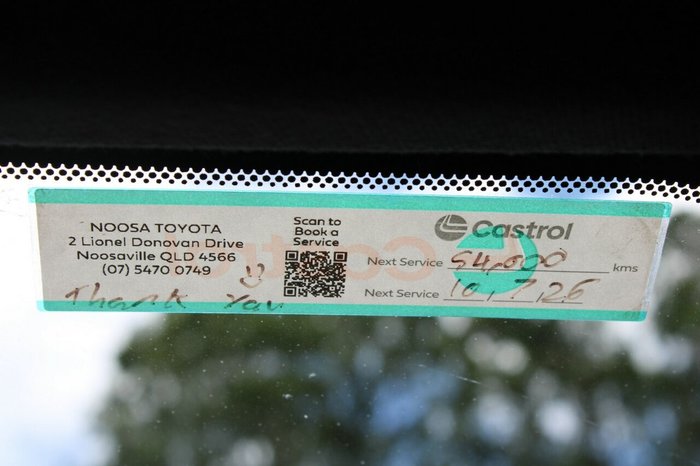 NOOSA TOYOTA
2 Lionel Donovan Drive
Noosaville QLD 4566
(07) 5470 0749
Thank You
Scan to
Book a
Service
Castrol
Next Service 54,000 kms
Next Service 10,7,26